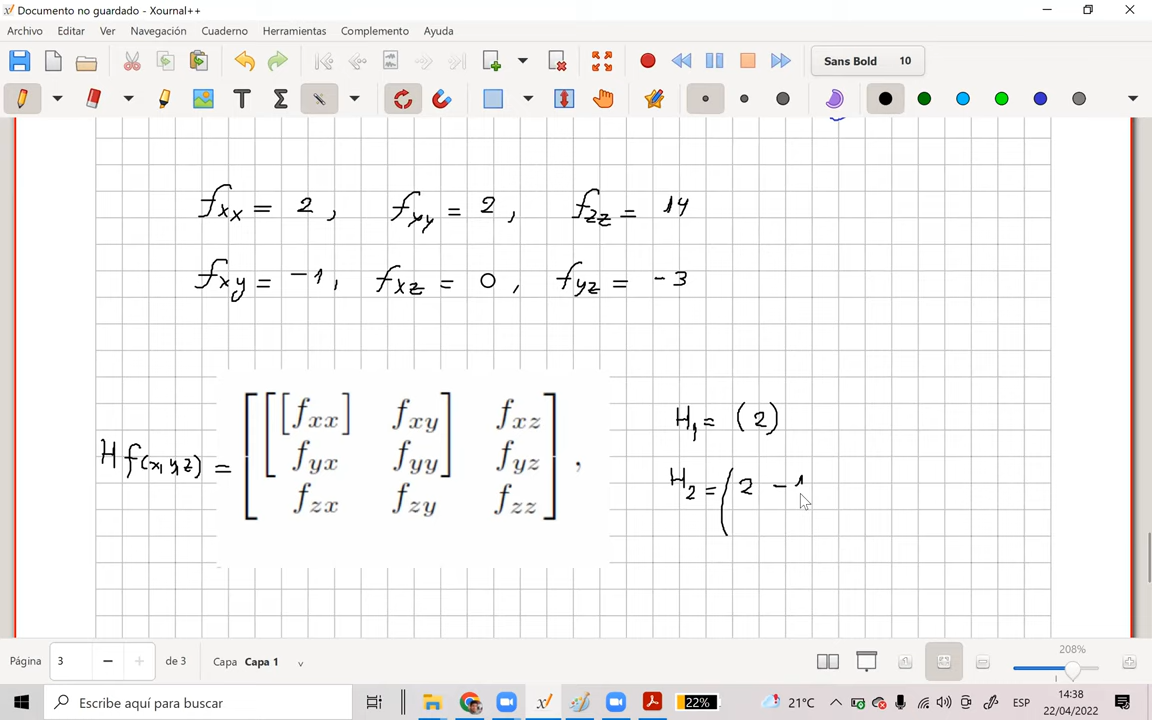 Documento no guardado - Xournal++
Archivo Editar Ver Navegación Cuaderno Herramientas Complemento Ayuda
Sans Bold 10
fxx = 2 , fxy = 2 , fzz = 14
fxy = -1 , fxz = 0 , fyz = -3
H f(x,y,z) = [ [ [fxx] fxy ] fxz
fyx fyy ] fyz
fzx fzy fzz ] ,
H1 = (2)
H2 = ( 2 -1
Página 3 de 3 Capa Capa 1
208%
Escribe aquí para buscar
22%
21°C
ESP
14:38
22/04/2022